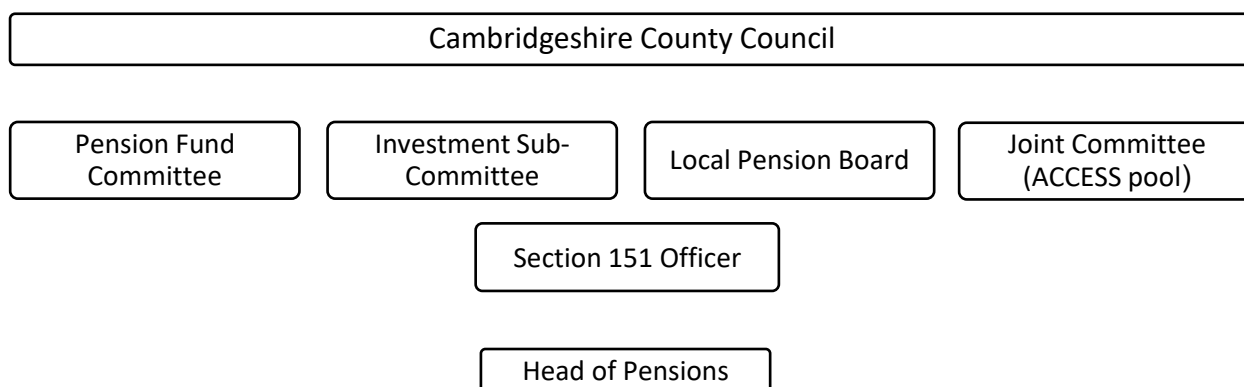 Cambridgeshire County Council
Pension Fund
Committee
Investment Sub-
Committee
Local Pension Board
Joint Committee
(ACCESS pool)
Section 151 Officer
Head of Pensions